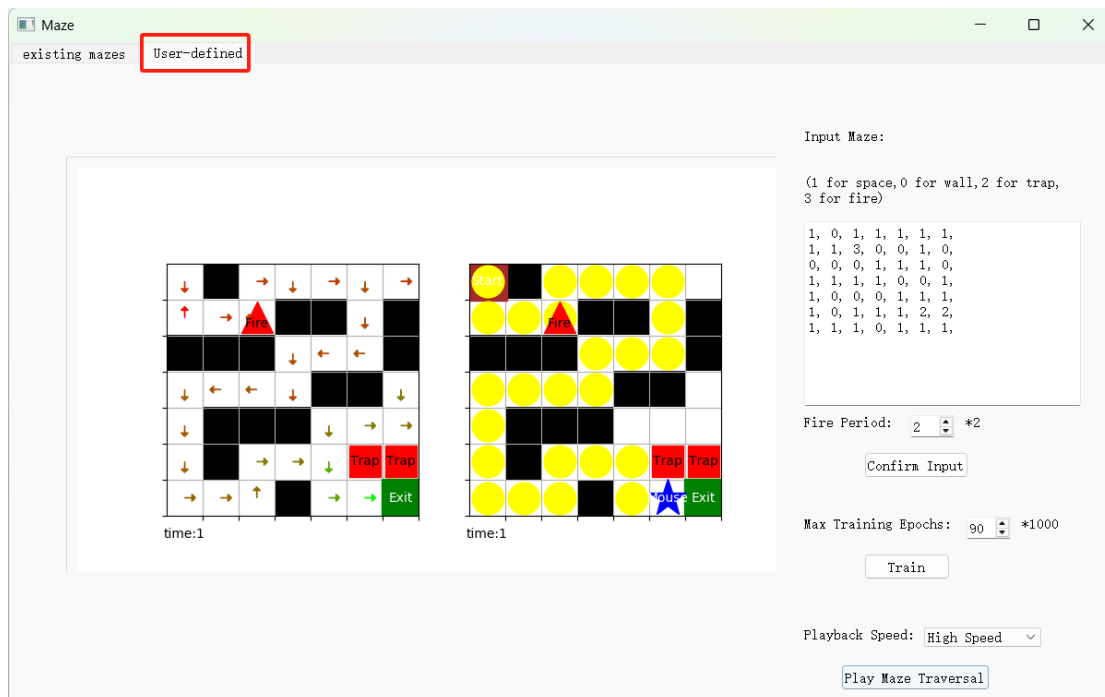 Maze
existing mazes
User-defined
Input Maze:
(1 for space,0 for wall,2 for trap,
3 for fire)
1, 0, 1, 1, 1, 1, 1,
1, 1, 3, 0, 0, 1, 0,
0, 0, 0, 1, 1, 1, 0,
1, 1, 1, 1, 0, 0, 1,
1, 0, 0, 0, 1, 1, 1,
1, 0, 1, 1, 1, 2, 2,
1, 1, 1, 0, 1, 1, 1,
Fire
Trap
Trap
Exit
time:1
Start
Fire
Trap
Trap
Mouse
Exit
time:1
Fire Period:
2
*2
Confirm Input
Max Training Epochs:
90
*1000
Train
Playback Speed:
High Speed
Play Maze Traversal